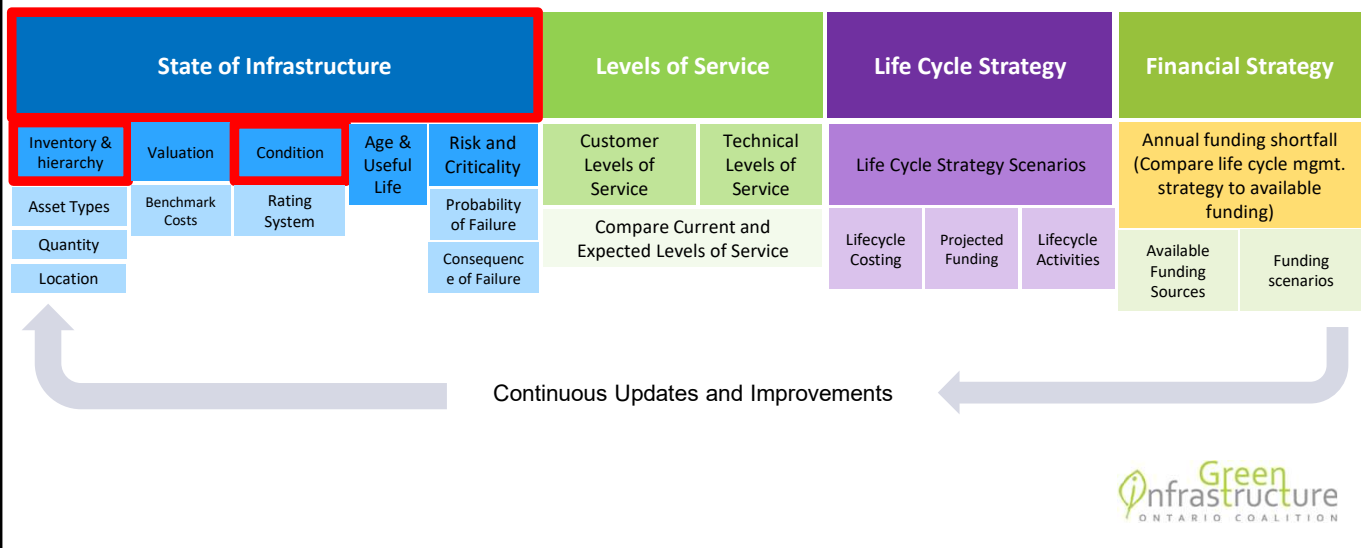 State of Infrastructure
Levels of Service
Life Cycle Strategy
Financial Strategy
Inventory &
hierarchy
Valuation
Condition
Age &
Useful
Life
Risk and
Criticality
Customer
Levels of
Service
Technical
Levels of
Service
Life Cycle Strategy Scenarios
Annual funding shortfall
(Compare life cycle mgmt.
strategy to available
funding)
Asset Types
Quantity
Location
Benchmark
Costs
Rating
System
Probability
of Failure
Consequenc
e of Failure
Compare Current and
Expected Levels of Service
Lifecycle
Costing
Projected
Funding
Lifecycle
Activities
Available
Funding
Sources
Funding
scenarios
Continuous Updates and Improvements
Green
infrastructure
ONTARIO COALITION